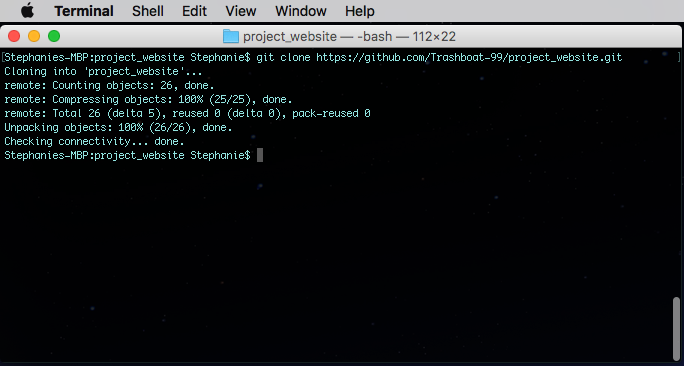 Terminal Shell Edit View Window Help
project_website — -bash — 112×22
[Stephanies-MBP:project_website Stephanie$ git clone https://github.com/Trashboat-99/project_website.git ]
Cloning into 'project_website'...
remote: Counting objects: 26, done.
remote: Compressing objects: 100% (25/25), done.
remote: Total 26 (delta 5), reused 0 (delta 0), pack-reused 0
Unpacking objects: 100% (26/26), done.
Checking connectivity... done.
Stephanies-MBP:project_website Stephanie$